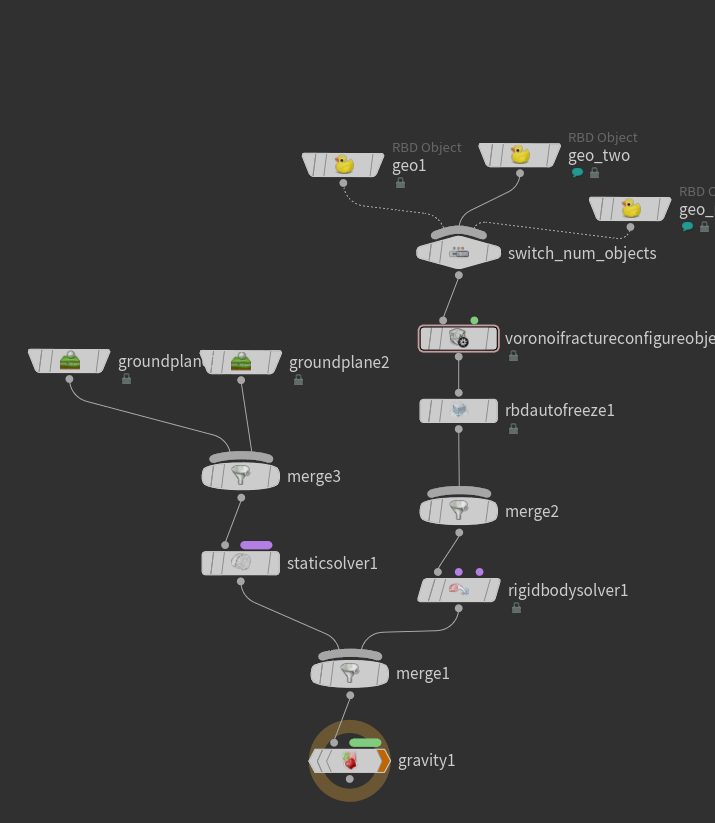 RBD Object
geo1
RBD Object
geo_two
RBD O
geo_
switch_num_objects
voronoifractureconfigureobje
groundplan
groundplane2
rbdautofreeze1
merge3
merge2
staticsolver1
rigidbodysolver1
merge1
gravity1